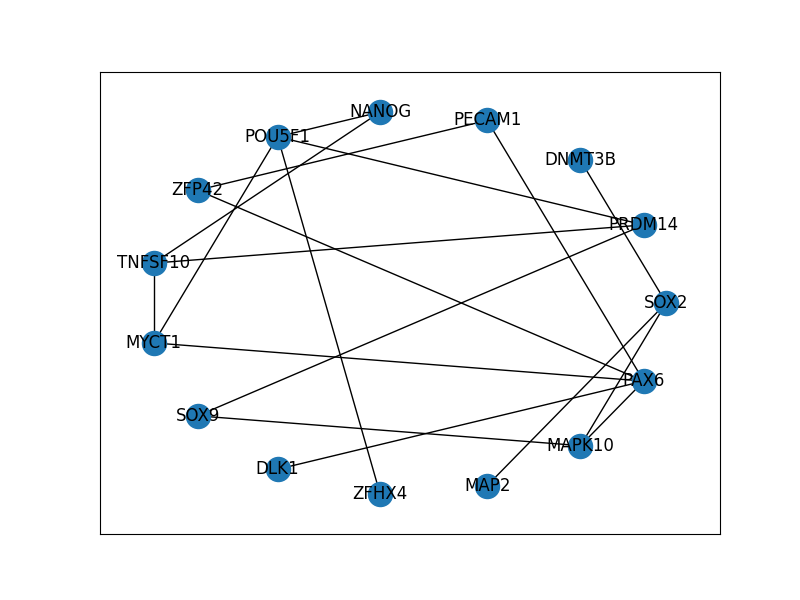 NANOG
PECAM1
POU5F1
DNMT3B
ZFP42
PRDM14
TNFSF10
SOX2
MYCT1
PAX6
SOX9
MAPK10
DLK1
MAP2
ZFHX4